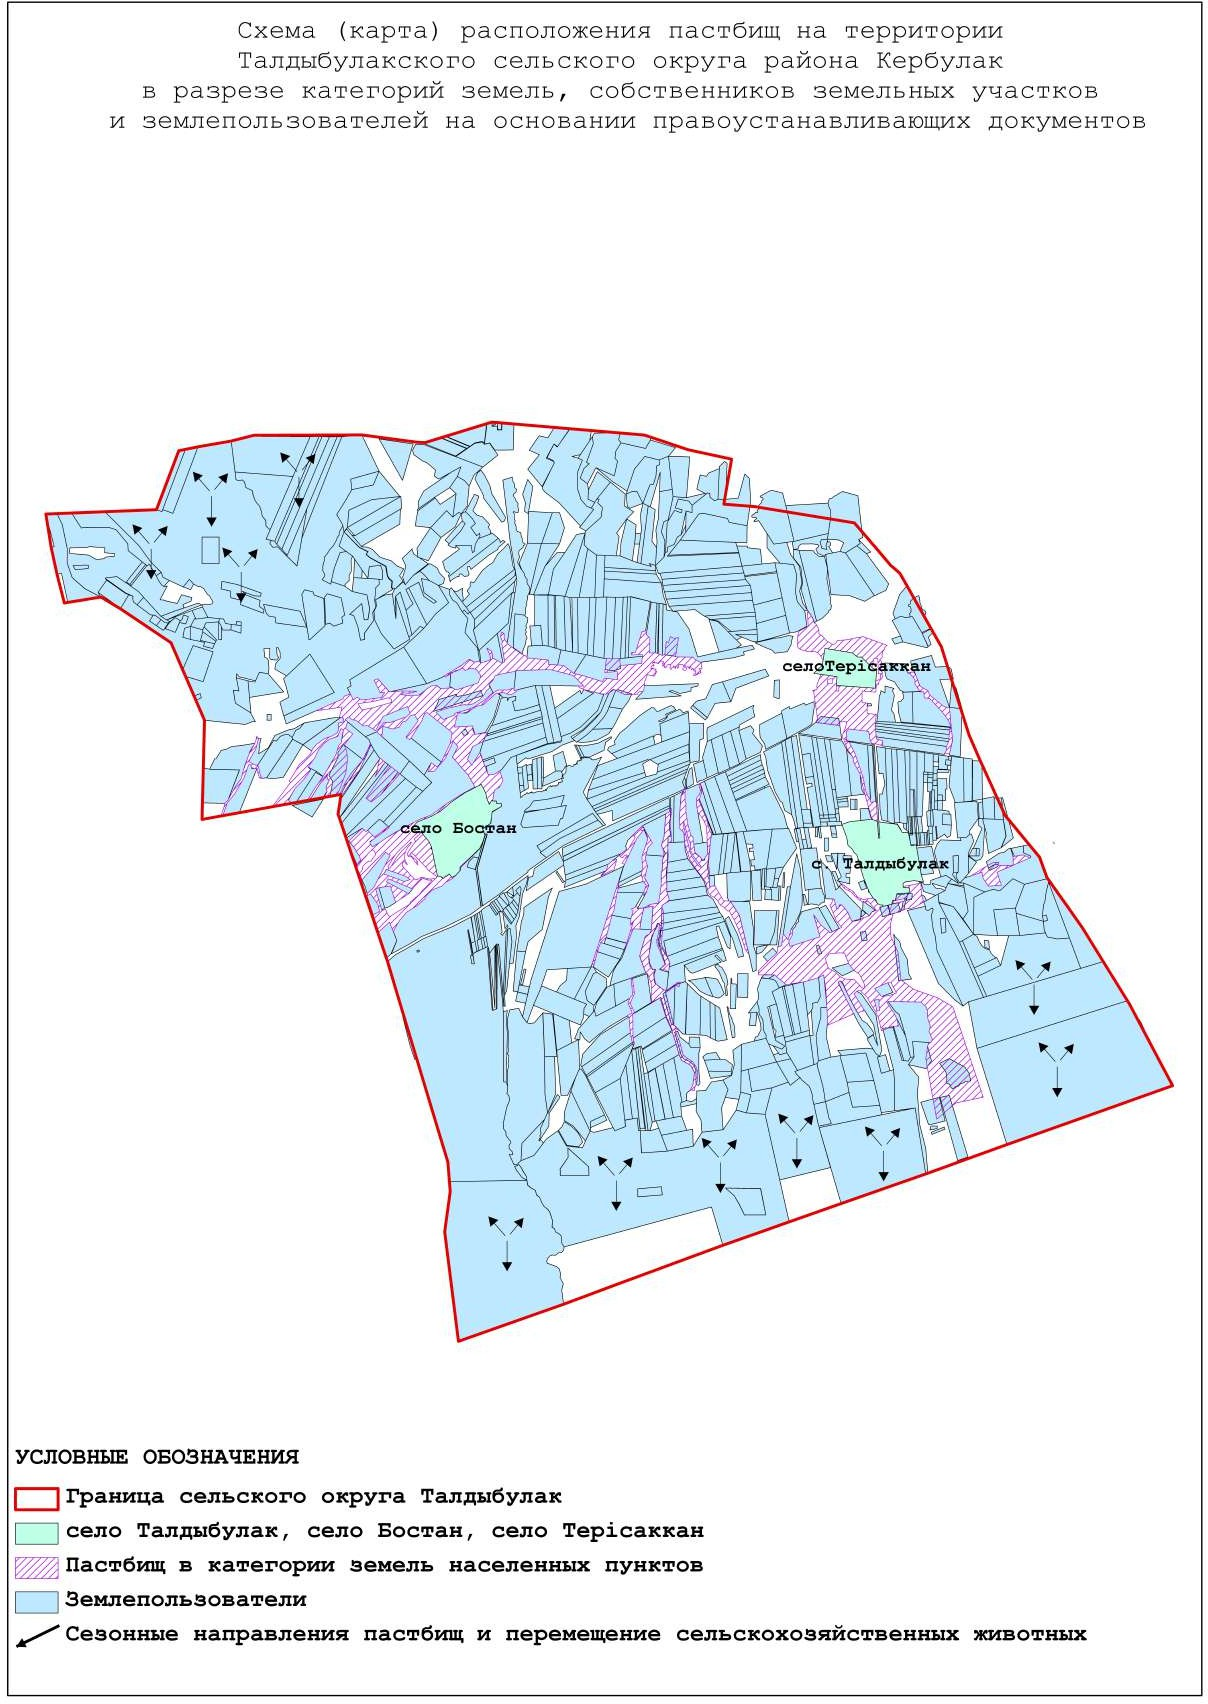 Схема (карта) расположения пастбищ на территории
Талдыбулакского сельского округа района Кербулак
в разрезе категорий земель, собственников земельных участков
и землепользователей на основании правоустанавливающих документов
селоТерісаккан
село Бостан
с. Талдыбулак
УСЛОВНЫЕ ОБОЗНАЧЕНИЯ
Граница сельского округа Талдыбулак
село Талдыбулак, село Бостан, село Терісаккан
Пастбищ в категории земель населенных пунктов
Землепользователи
Сезонные направления пастбищ и перемещение сельскохозяйственных животных